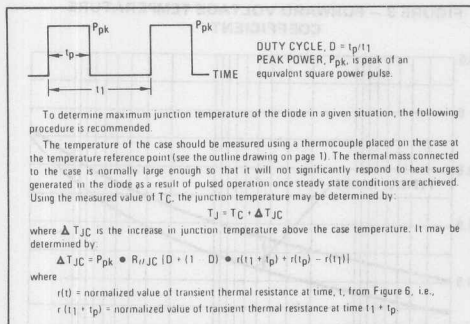 Ppk
Ppk
tp
t1
TIME
DUTY CYCLE, D = tp/t1
PEAK POWER, Ppk, is peak of an
equivalent square power pulse.
To determine maximum junction temperature of the diode in a given situation, the following
procedure is recommended.
The temperature of the case should be measured using a thermocouple placed on the case at
the temperature reference point (see the outline drawing on page 1). The thermal mass connected
to the case is normally large enough so that it will not significantly respond to heat surges
generated in the diode as a result of pulsed operation once steady state conditions are achieved.
Using the measured value of TC, the junction temperature may be determined by:
TJ = TC + Δ TJC
where Δ TJC is the increase in junction temperature above the case temperature. It may be
determined by:
Δ TJC = Ppk • RθJC [D + (1 D) • r(t1 + tp) + r(tp) - r(t1)]
where
r(t) = normalized value of transient thermal resistance at time, t, from Figure 6, i.e.,
r (t1 + tp) = normalized value of transient thermal resistance at time t1 + tp.